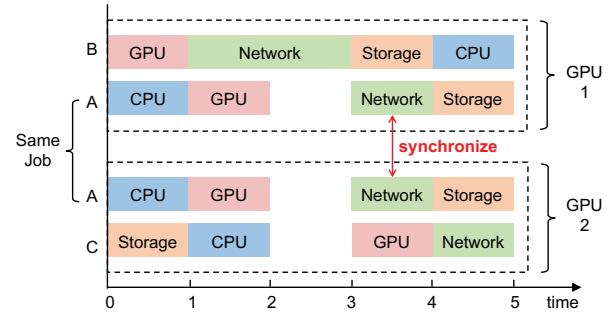 B GPU Network Storage CPU
A CPU GPU Network Storage
GPU
1
Same
Job
synchronize
A CPU GPU Network Storage
C Storage CPU GPU Network
GPU
2
0 1 2 3 4 5 time